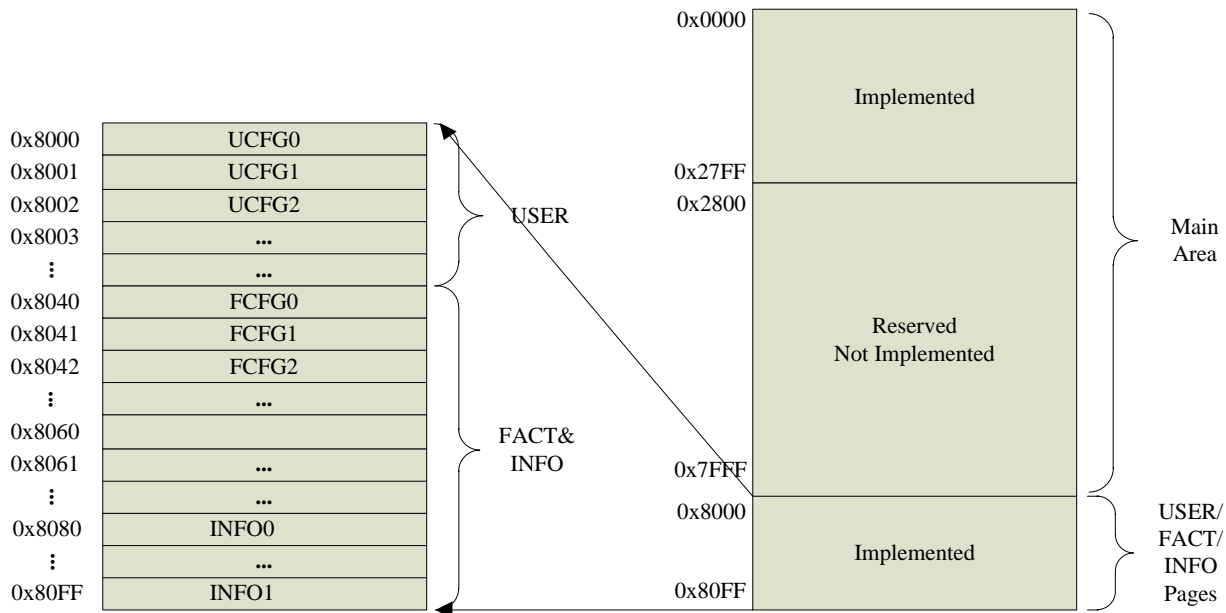 0x8000 UCFG0
0x8001 UCFG1
0x8002 UCFG2
0x8003 ...
⋮ ...
0x8040 FCFG0
0x8041 FCFG1
0x8042 FCFG2
⋮ ...
0x8060
0x8061 ...
⋮ ...
0x8080 INFO0
⋮ ...
0x80FF INFO1
USER
FACT&
INFO
0x0000
Implemented
0x27FF
0x2800
Reserved
Not Implemented
0x7FFF
0x8000
Implemented
0x80FF
Main
Area
USER/
FACT/
INFO
Pages